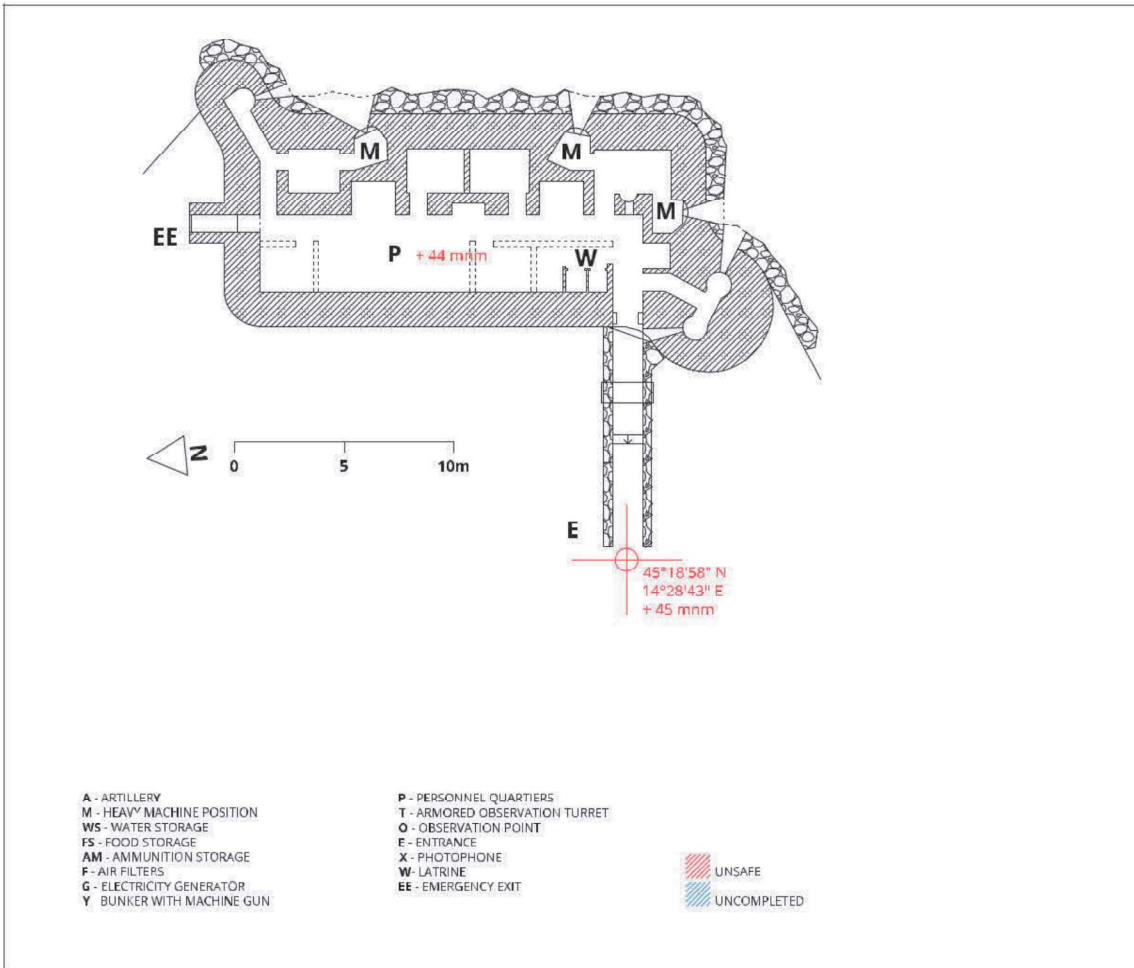 M
M
M
EE
P
+ 44 mnm
W
N
0
5
10m
E
45°18'58" N
14°28'43" E
+ 45 mnm
A - ARTILLERY
M - HEAVY MACHINE POSITION
WS - WATER STORAGE
FS - FOOD STORAGE
AM - AMMUNITION STORAGE
F - AIR FILTERS
G - ELECTRICITY GENERATOR
Y BUNKER WITH MACHINE GUN
P - PERSONNEL QUARTIERS
T - ARMORED OBSERVATION TURRET
O - OBSERVATION POINT
E - ENTRANCE
X - PHOTOPHONE
W- LATRINE
EE - EMERGENCY EXIT
UNSAFE
UNCOMPLETED